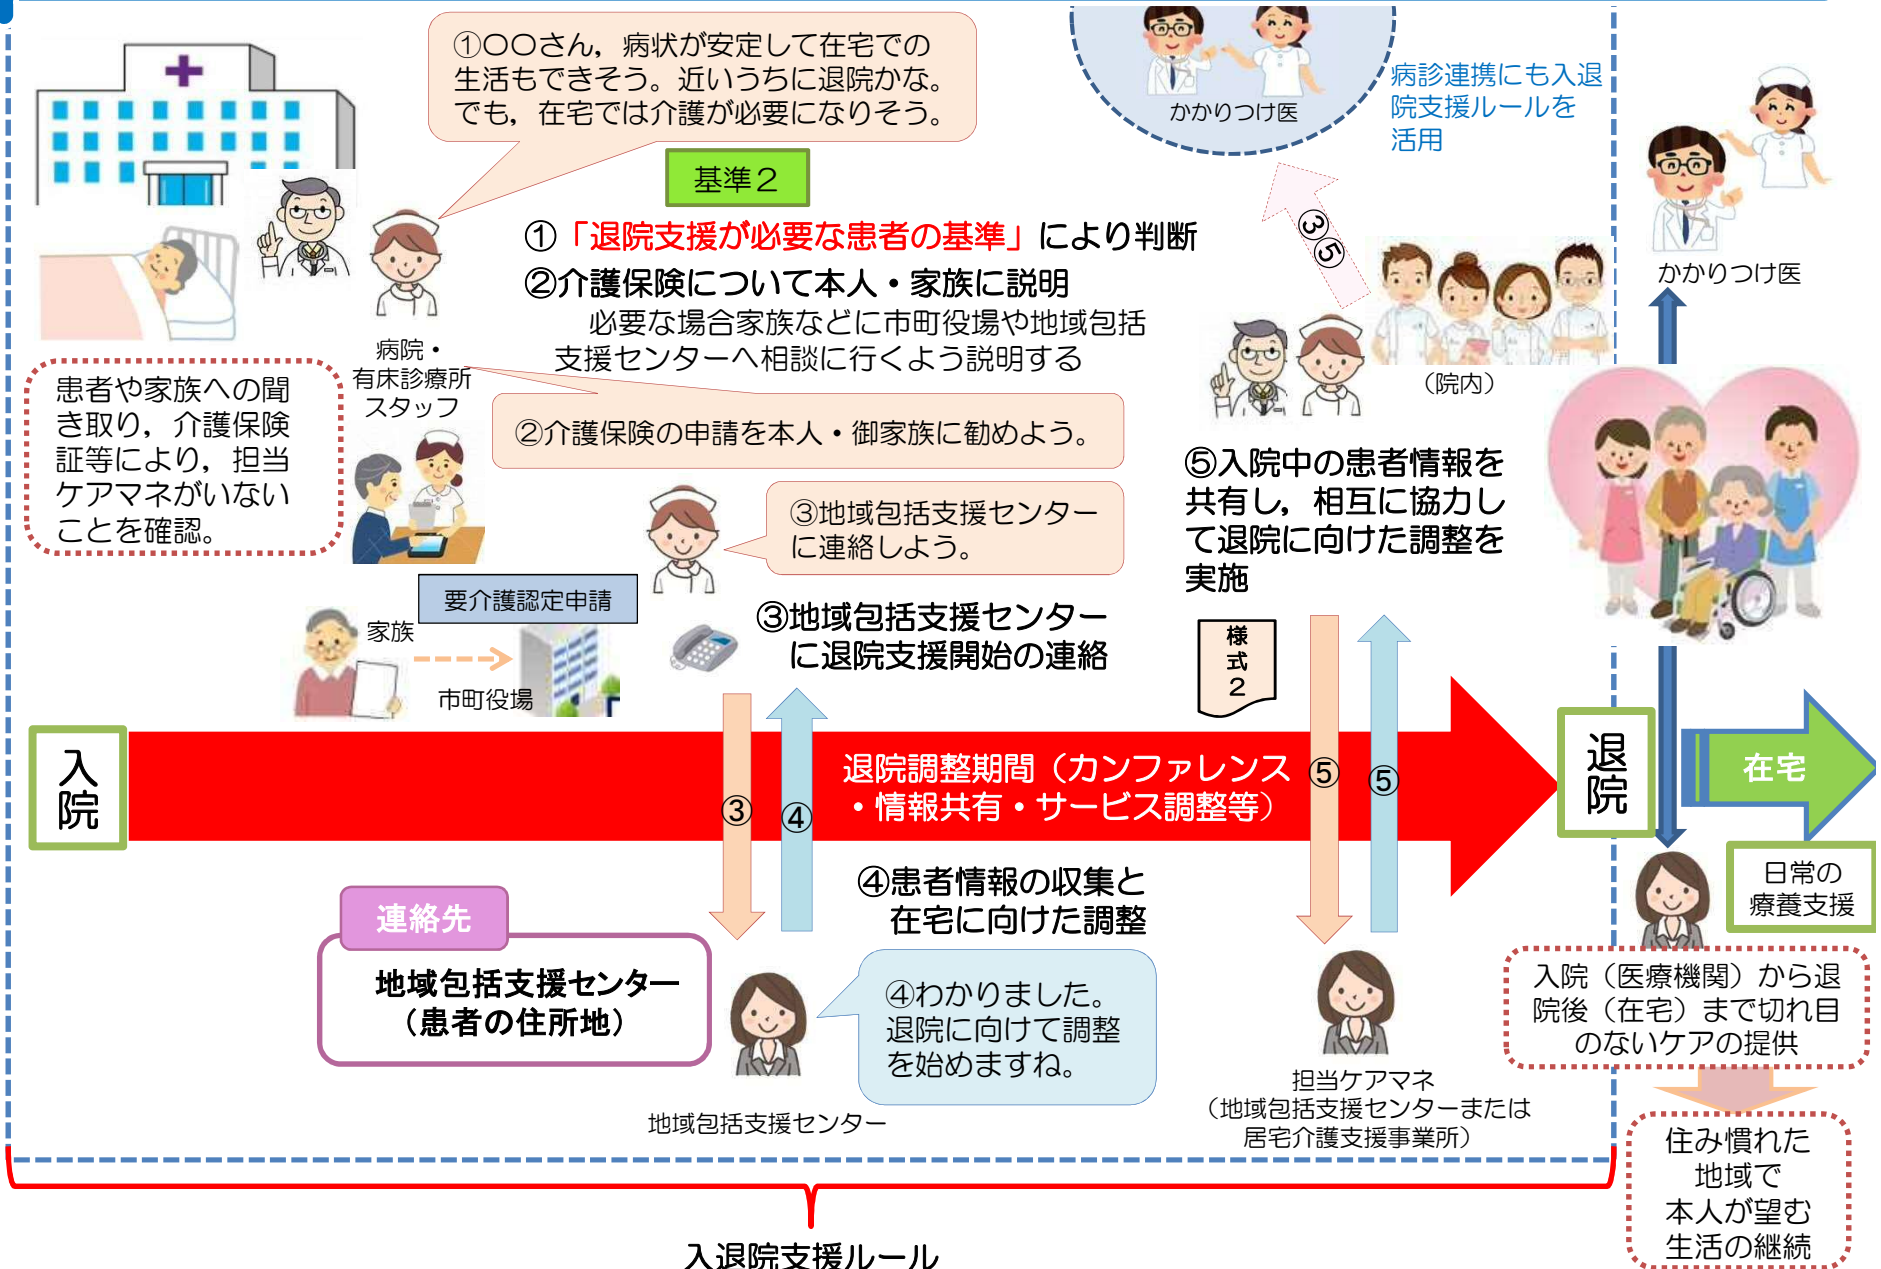 ①〇〇さん，病状が安定して在宅での
生活もできそう。近いうちに退院かな。
でも，在宅では介護が必要になりそう。
かかりつけ医
病診連携にも入退
院支援ルールを
活用
かかりつけ医
基準２
①「退院支援が必要な患者の基準」により判断
②介護保険について本人・家族に説明
必要な場合家族などに市町役場や地域包括
支援センターへ相談に行くよう説明する
③⑤
（院内）
病院・
有床診療所
スタッフ
患者や家族への聞
き取り，介護保険
証等により，担当
ケアマネがいない
ことを確認。
②介護保険の申請を本人・御家族に勧めよう。
③地域包括支援センター
に連絡しよう。
⑤入院中の患者情報を
共有し，相互に協力し
て退院に向けた調整を
実施
要介護認定申請
家族
市町役場
③地域包括支援センター
に退院支援開始の連絡
様
式
２
入
院
退院調整期間（カンファレンス
・情報共有・サービス調整等）
③
④
⑤
⑤
退
院
在宅
日常の
療養支援
④患者情報の収集と
在宅に向けた調整
連絡先
地域包括支援センター
（患者の住所地）
④わかりました。
退院に向けて調整
を始めますね。
地域包括支援センター
担当ケアマネ
（地域包括支援センターまたは
居宅介護支援事業所）
入院（医療機関）から退
院後（在宅）まで切れ目
のないケアの提供
住み慣れた
地域で
本人が望む
生活の継続
入退院支援ルール